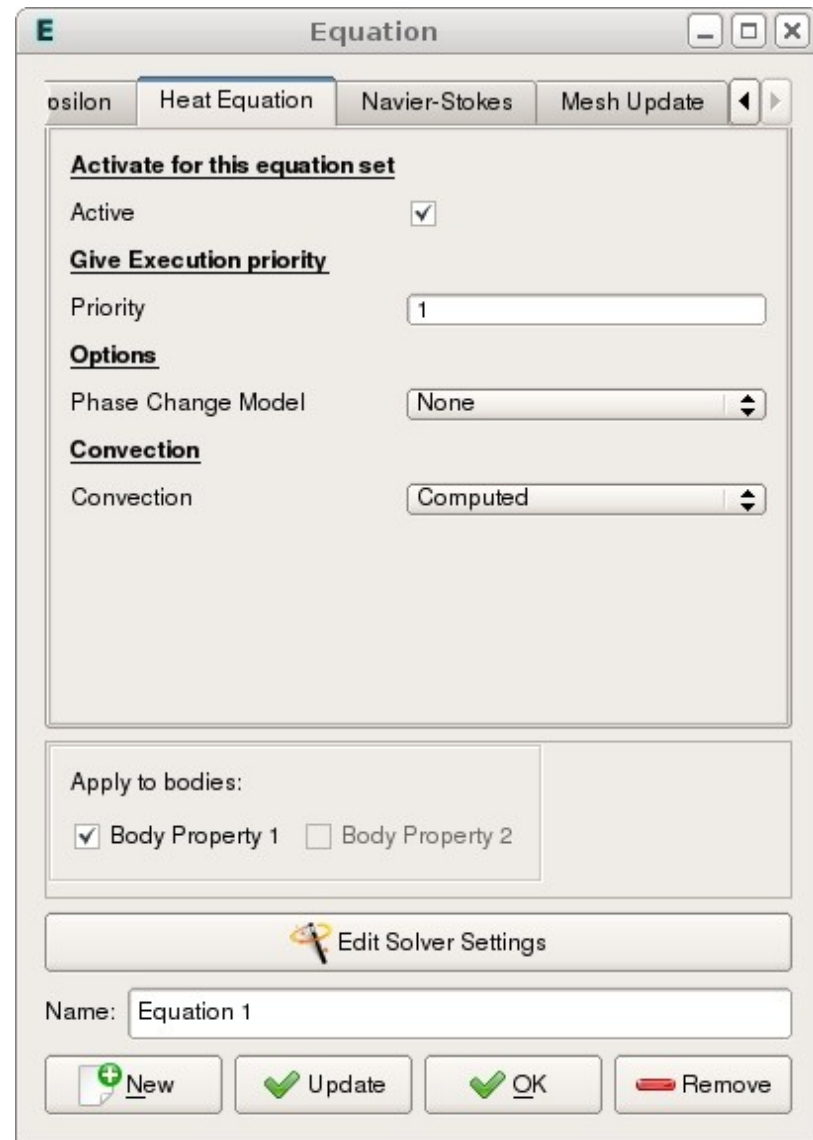 E Equation
psilon Heat Equation Navier-Stokes Mesh Update
Activate for this equation set
Active
Give Execution priority
Priority 1
Options
Phase Change Model None
Convection
Convection Computed
Apply to bodies:
Body Property 1 Body Property 2
Edit Solver Settings
Name: Equation 1
New Update OK Remove